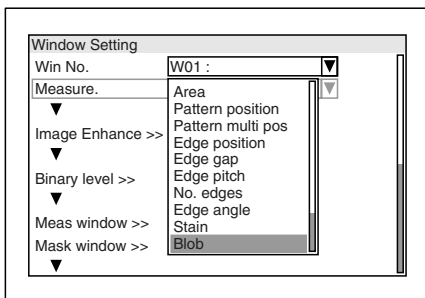 Window Setting
Win No. W01 : ▼
Measure. ▼
▼
Image Enhance >>
▼
Binary level >>
▼
Meas window >>
Mask window >>
▼
Area
Pattern position
Pattern multi pos
Edge position
Edge gap
Edge pitch
No. edges
Edge angle
Stain
Blob